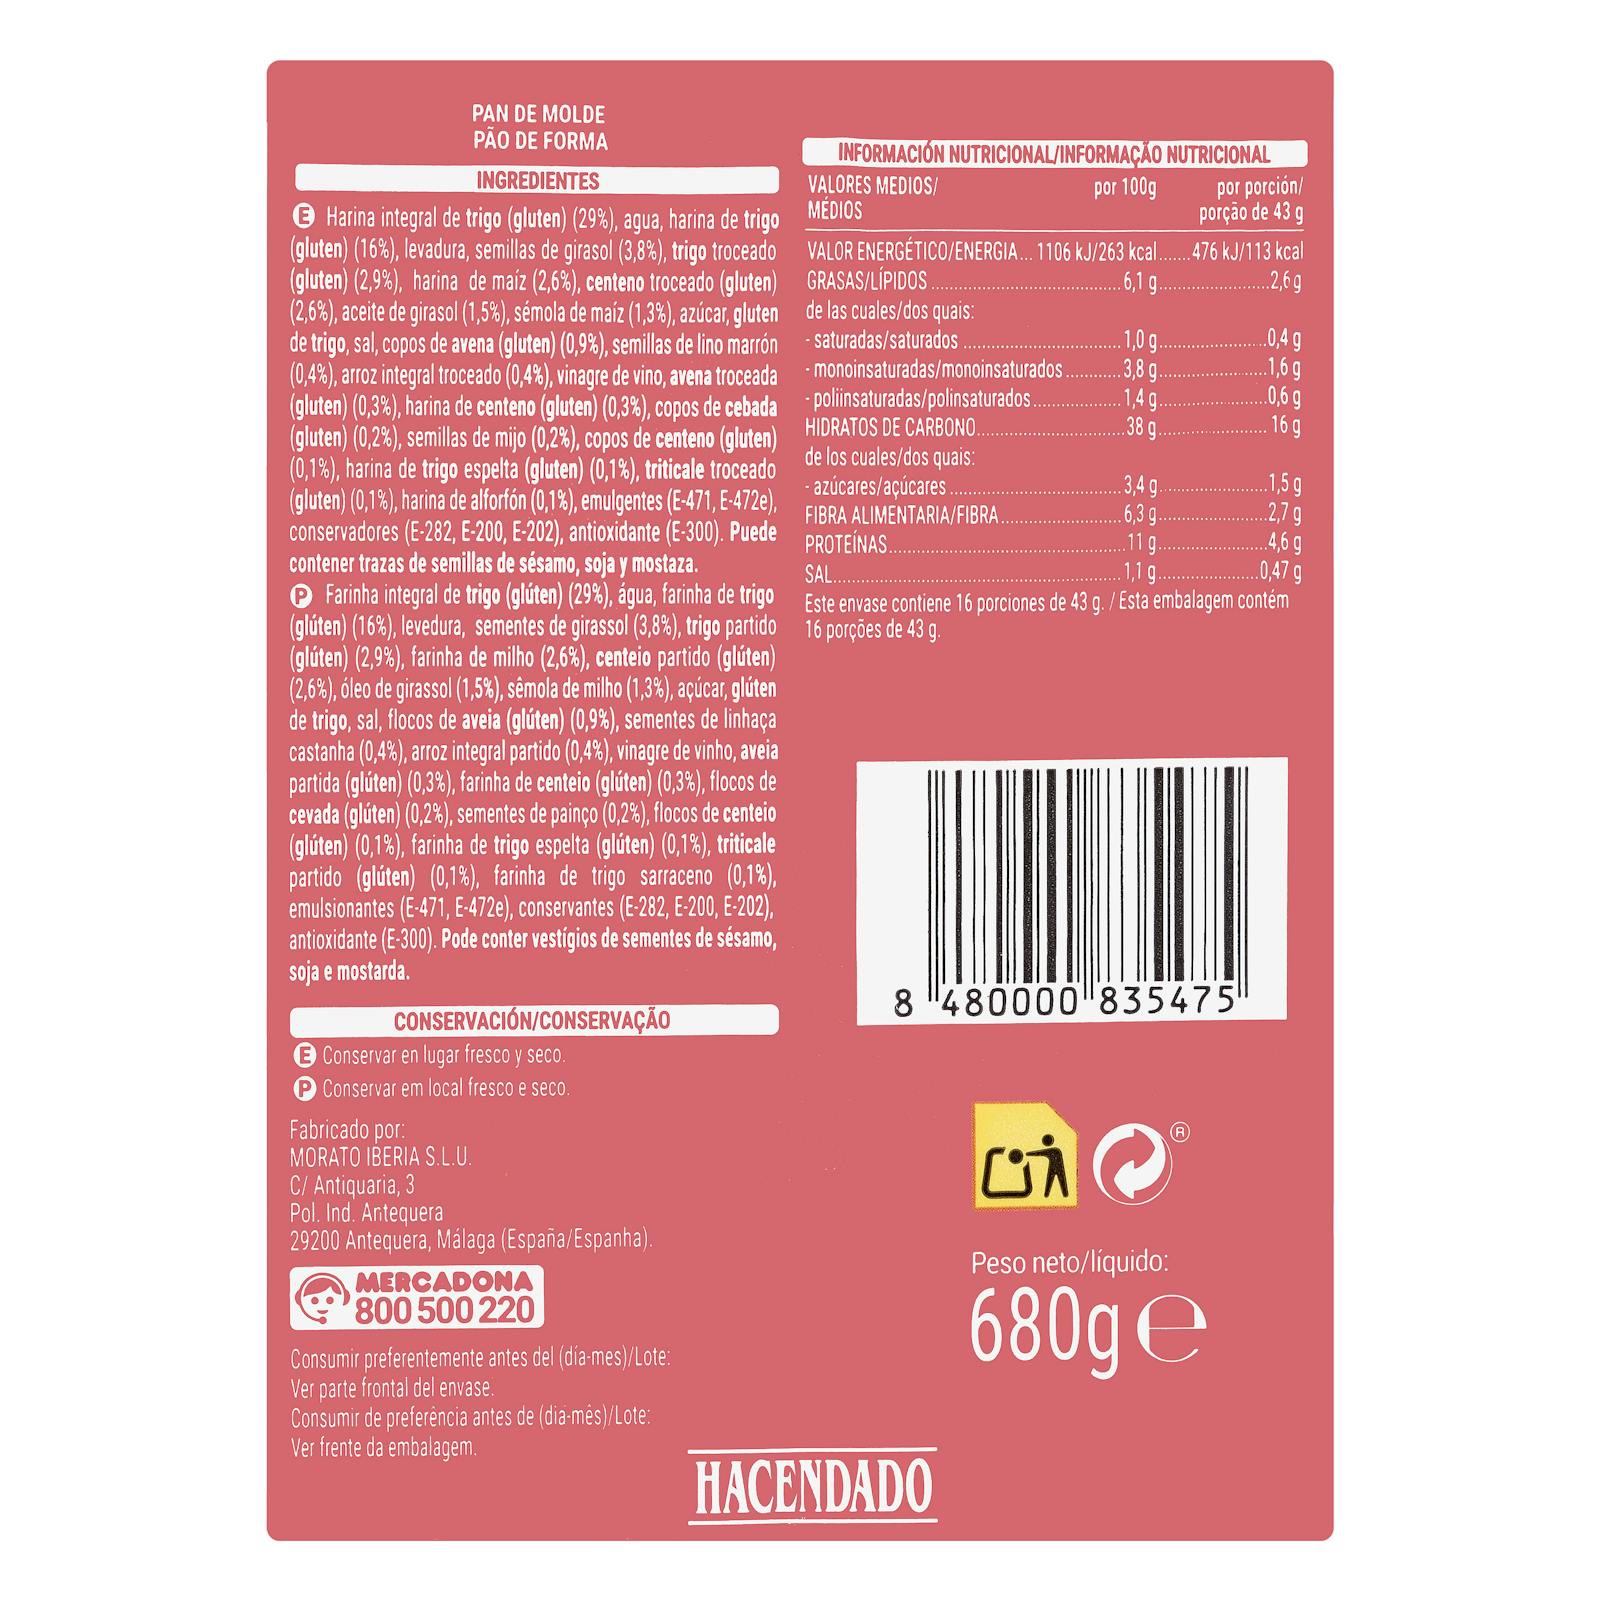 PAN DE MOLDE
PÃO DE FORMA
INGREDIENTES
E Harina integral de trigo (gluten) (29%), agua, harina de trigo
(gluten) (16%), levadura, semillas de girasol (3,8%), trigo troceado
(gluten) (2,9%), harina de maíz (2,6%), centeno troceado (gluten)
(2,6%), aceite de girasol (1,5%), sémola de maíz (1,3%), azúcar, gluten
de trigo, sal, copos de avena (gluten) (0,9%), semillas de lino marrón
(0,4%), arroz integral troceado (0,4%), vinagre de vino, avena troceada
(gluten) (0,3%), harina de centeno (gluten) (0,3%), copos de cebada
(gluten) (0,2%), semillas de mijo (0,2%), copos de centeno (gluten)
(0,1%), harina de trigo espelta (gluten) (0,1%), triticale troceado
(gluten) (0,1%), harina de alforfón (0,1%), emulgentes (E-471, E-472e),
conservadores (E-282, E-200, E-202), antioxidante (E-300). Puede
contener trazas de semillas de sésamo, soja y mostaza.
P Farinha integral de trigo (glúten) (29%), água, farinha de trigo
(glúten) (16%), levedura, sementes de girassol (3,8%), trigo partido
(glúten) (2,9%), farinha de milho (2,6%), centeio partido (glúten)
(2,6%), óleo de girassol (1,5%), sêmola de milho (1,3%), açúcar, glúten
de trigo, sal, flocos de aveia (glúten) (0,9%), sementes de linhaça
castanha (0,4%), arroz integral partido (0,4%), vinagre de vinho, aveia
partida (glúten) (0,3%), farinha de centeio (glúten) (0,3%), flocos de
cevada (glúten) (0,2%), sementes de painço (0,2%), flocos de centeio
(glúten) (0,1%), farinha de trigo espelta (glúten) (0,1%), triticale
partido (glúten) (0,1%), farinha de trigo sarraceno (0,1%),
emulsionantes (E-471, E-472e), conservantes (E-282, E-200, E-202),
antioxidante (E-300). Pode conter vestígios de sementes de sésamo,
soja e mostarda.
CONSERVACIÓN/CONSERVAÇÃO
E Conservar en lugar fresco y seco.
P Conservar em local fresco e seco.
Fabricado por:
MORATO IBERIA S.L.U.
C/ Antiquaria, 3
Pol. Ind. Antequera
29200 Antequera, Málaga (España/Espanha).
MERCADONA
800 500 220
Consumir preferentemente antes del (día-mes)/Lote:
Ver parte frontal del envase.
Consumir de preferência antes de (dia-mês)/Lote:
Ver frente da embalagem.
INFORMACIÓN NUTRICIONAL/INFORMAÇÃO NUTRICIONAL
VALORES MEDIOS/ por 100g por porción/
MÉDIOS porção de 43 g
VALOR ENERGÉTICO/ENERGIA... 1106 kJ/263 kcal.......476 kJ/113 kcal
GRASAS/LÍPIDOS ..... 6,1 g.....2,6 g
de las cuales/dos quais:
- saturadas/saturados ..... 1,0 g.....0,4 g
- monoinsaturadas/monoinsaturados ..... 3,8 g.....1,6 g
- poliinsaturadas/polinsaturados..... 1,4 g.....0,6 g
HIDRATOS DE CARBONO..... 38 g..... 16 g
de los cuales/dos quais:
- azúcares/açúcares ..... 3,4 g.....1,5 g
FIBRA ALIMENTARIA/FIBRA..... 6,3 g.....2,7 g
PROTEÍNAS..... 11 g.....4,6 g
SAL..... 1,1 g.....0,47 g
Este envase contiene 16 porciones de 43 g. / Esta embalagem contém
16 porções de 43 g.
8 480000 835475
®
Peso neto/líquido:
680g ℮
HACENDADO